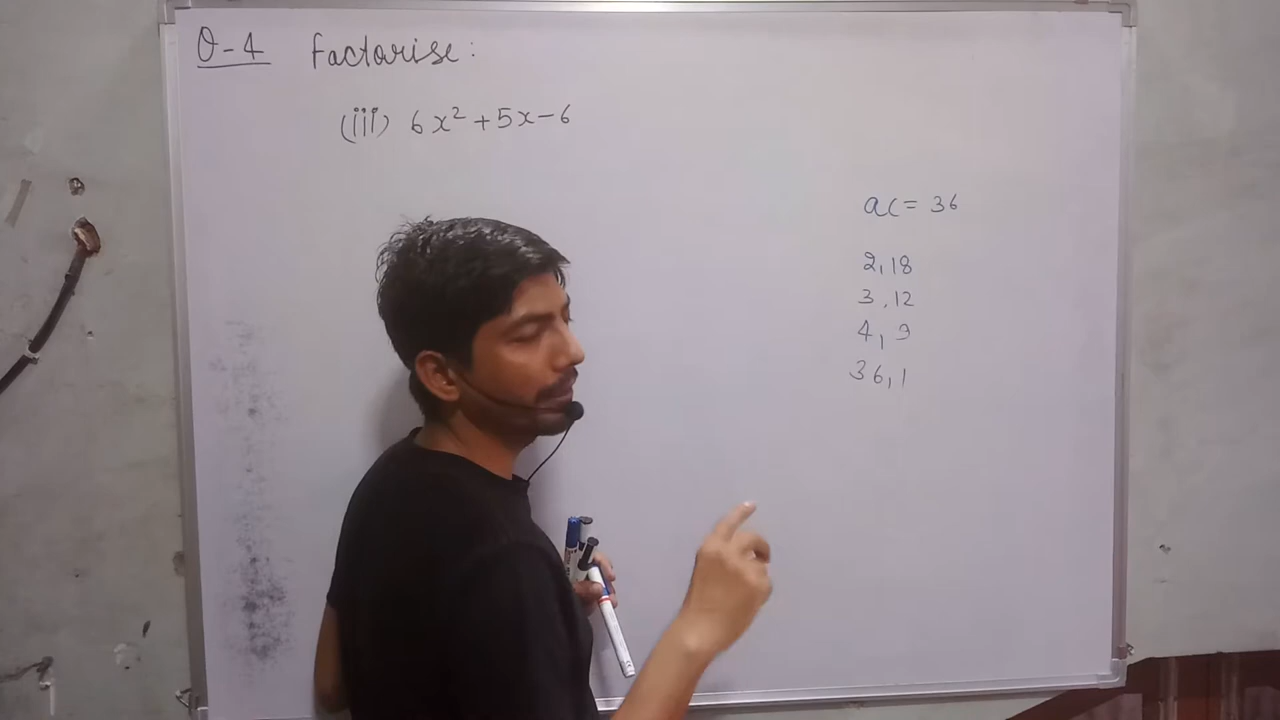 Q-4 Factorise:
(iii) 6x² + 5x - 6
ac = 36
2, 18
3, 12
4, 9
36, 1